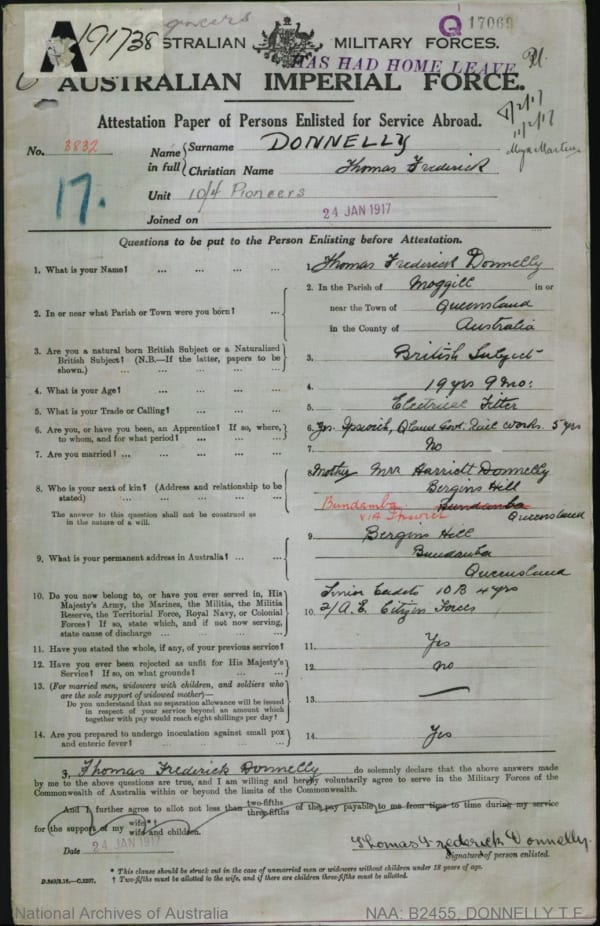 A 191738
Q 17069
AUSTRALIAN MILITARY FORCES.
HAS HAD HOME LEAVE
AUSTRALIAN IMPERIAL FORCE.
Attestation Paper of Persons Enlisted for Service Abroad.
No. 3832
Name in full { Surname DONNELLY
Christian Name Thomas Frederick
17.
Unit 10/4 Pioneers
Joined on 24 JAN 1917
Questions to be put to the Person Enlisting before Attestation.
1. What is your Name? ... ... ... ... 1. Thomas Frederick Donnelly
2. In or near what Parish or Town were you born? ... 2. In the Parish of Moggill in or
near the Town of Queensland
in the County of Australia
3. Are you a natural born British Subject or a Naturalised
British Subject? (N.B.—If the latter, papers to be
shown.) ... ... ... ... 3. British Subject
4. What is your Age? ... ... ... ... 4. 19 yrs 9 mo:
5. What is your Trade or Calling? ... ... ... 5. Electrical Fitter
6. Are you, or have you been, an Apprentice? If so, where,
to whom, and for what period? ... ... ... 6. Yes. Ipswich, Qland Govt. Rail Works. 5 yrs
7. Are you married? ... ... ... ... 7. No
8. Who is your next of kin? (Address and relationship to be
stated) ... ... ... ... 8. Mother Mrs Harriett Donnelly
Bergins Hill
Bundamba Bundamba
via Ipswich Queensland
The answer to this question shall not be construed as
in the nature of a will.
9. What is your permanent address in Australia? ... ... 9. Bergins Hill
Bundamba
Queensland
10. Do you now belong to, or have you ever served in, His
Majesty's Army, the Marines, the Militia, the Militia
Reserve, the Territorial Force, Royal Navy, or Colonial
Forces? If so, state which, and if not now serving,
state cause of discharge ... ... ... 10. Senior Cadets 10B 4 yrs
2/A.E. Citizen Forces
11. Have you stated the whole, if any, of your previous service? 11. Yes
12. Have you ever been rejected as unfit for His Majesty's
Service? If so, on what grounds? ... ... 12. no
13. (For married men, widowers with children, and soldiers who
are the sole support of widowed mother)—
Do you understand that no separation allowance will be issued
in respect of your service beyond an amount which
together with pay would reach eight shillings per day? 13. —
14. Are you prepared to undergo inoculation against small pox
and enteric fever? ... ... ... ... 14. Yes
I, Thomas Frederick Donnelly do solemnly declare that the above answers made
by me to the above questions are true, and I am willing and hereby voluntarily agree to serve in the Military Forces of the
Commonwealth of Australia within or beyond the limits of the Commonwealth.
And I further agree to allot not less than two-fifths three-fifths of the pay payable to me from time to time during my service
for the support of my wife*† wife and children.
Date 24 JAN 1917
Thomas Frederick Donnelly.
Signature of person enlisted.
* This clause should be struck out in the case of unmarried men or widowers without children under 18 years of age.
† Two-fifths must be allotted to the wife, and if there are children three-fifths must be allotted.
National Archives of Australia
NAA: B2455, DONNELLY T F